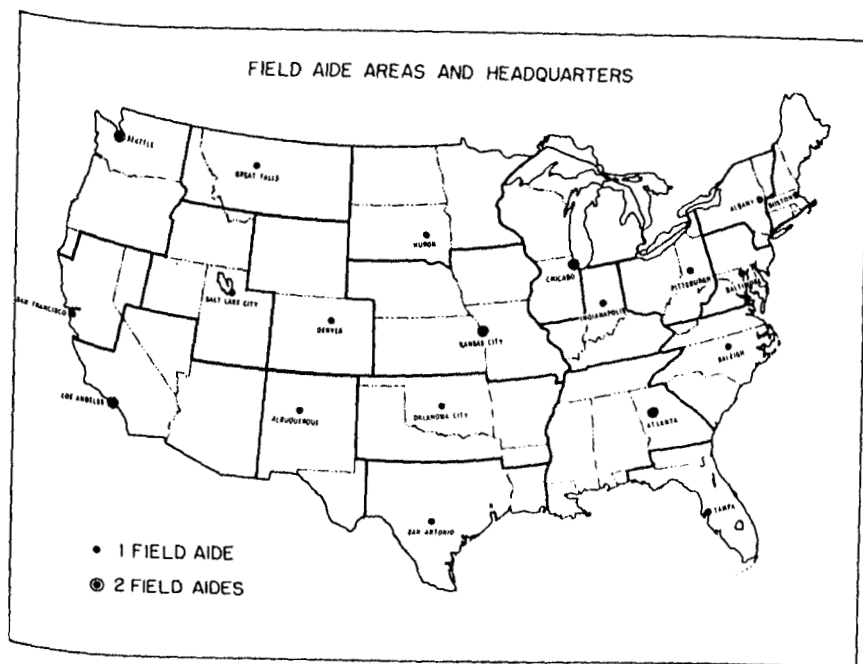 FIELD AIDE AREAS AND HEADQUARTERS
SEATTLE
GREAT FALLS
ALBANY
BOSTON
HURON
CHICAGO
PITTSBURGH
BALTIMORE
SALT LAKE CITY
SAN FRANCISCO
INDIANAPOLIS
DENVER
KANSAS CITY
RALEIGH
LOS ANGELES
ALBUQUERQUE
OKLAHOMA CITY
ATLANTA
TAMPA
SAN ANTONIO
1 FIELD AIDE
2 FIELD AIDES